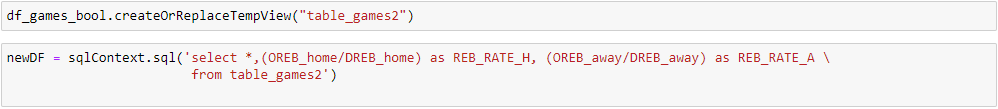 df_games_bool.createOrReplaceTempView("table_games2")
newDF = sqlContext.sql('select *,(OREB_home/DREB_home) as REB_RATE_H, (OREB_away/DREB_away) as REB_RATE_A \
from table_games2')